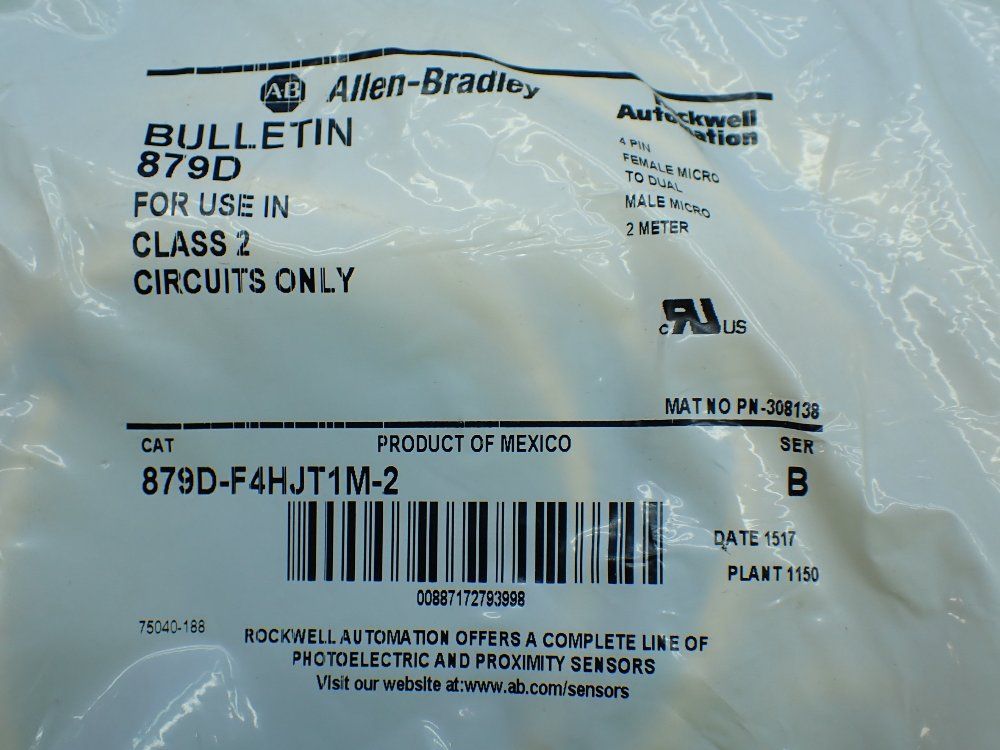 AB Allen-Bradley
Rockwell
Automation
BULLETIN
879D
FOR USE IN
CLASS 2
CIRCUITS ONLY
4 PIN
FEMALE MICRO
TO DUAL
MALE MICRO
2 METER
c RU US
MAT NO PN-308138
CAT PRODUCT OF MEXICO SER
879D-F4HJT1M-2 B
DATE 1517
PLANT 1150
00887172793998
75040-188
ROCKWELL AUTOMATION OFFERS A COMPLETE LINE OF
PHOTOELECTRIC AND PROXIMITY SENSORS
Visit our website at:www.ab.com/sensors